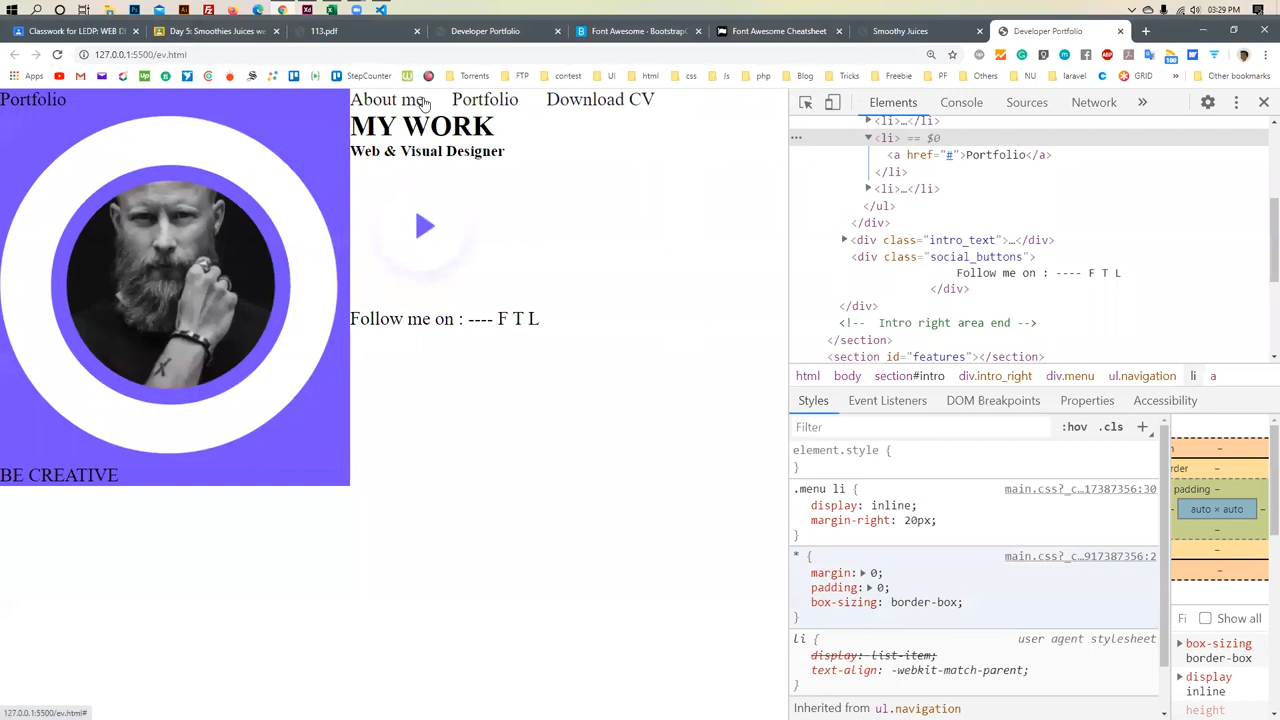 03:29 PM
Classwork for LEDP: WEB D
Day 5: Smoothies Juices we
113.pdf
Developer Portfolio
Font Awesome · Bootstrap
Font Awesome Cheatsheet
Smoothy Juices
Developer Portfolio
127.0.0.1:5500/ev.html
Apps
StepCounter
Torrents
FTP
contest
UI
html
css
Js
php
Blog
Tricks
Freebie
PF
Others
NU
laravel
GRID
Other bookmarks
Portfolio
About me
Portfolio
Download CV
MY WORK
Web & Visual Designer
Follow me on : ---- F T L
BE CREATIVE
127.0.0.1:5500/ev.html#
Elements
Console
Sources
Network
<li>…</li>
<li> == $0
<a href="#">Portfolio</a>
</li>
<li>…</li>
</ul>
</div>
<div class="intro_text">…</div>
<div class="social_buttons">
Follow me on : ---- F T L
</div>
</div>
<!-- Intro right area end -->
</section>
<section id="features"></section>
html body section#intro div.intro_right div.menu ul.navigation li a
Styles
Event Listeners
DOM Breakpoints
Properties
Accessibility
Filter
:hov .cls +
element.style {
}
.menu li {
main.css?_c…17387356:30
display: inline;
margin-right: 20px;
}
* {
main.css?_c…917387356:2
margin: 0;
padding: 0;
box-sizing: border-box;
}
li {
user agent stylesheet
display: list-item;
text-align: -webkit-match-parent;
}
Inherited from ul.navigation
padding –
auto × auto
Fi
Show all
box-sizing
border-box
display
inline
height